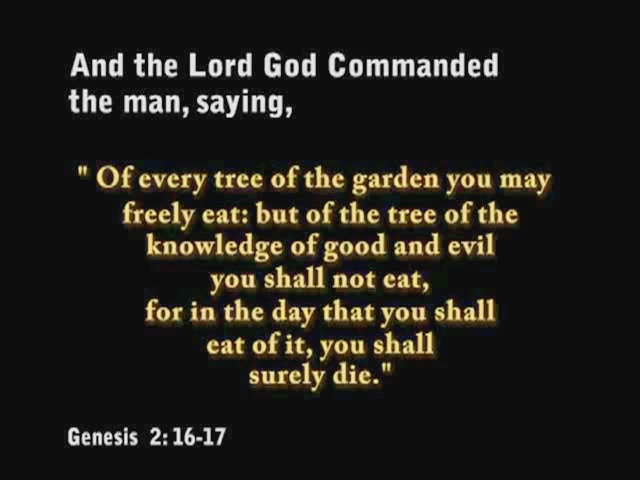 And the Lord God Commanded
the man, saying,
" Of every tree of the garden you may
freely eat: but of the tree of the
knowledge of good and evil
you shall not eat,
for in the day that you shall
eat of it, you shall
surely die."
Genesis 2:16-17